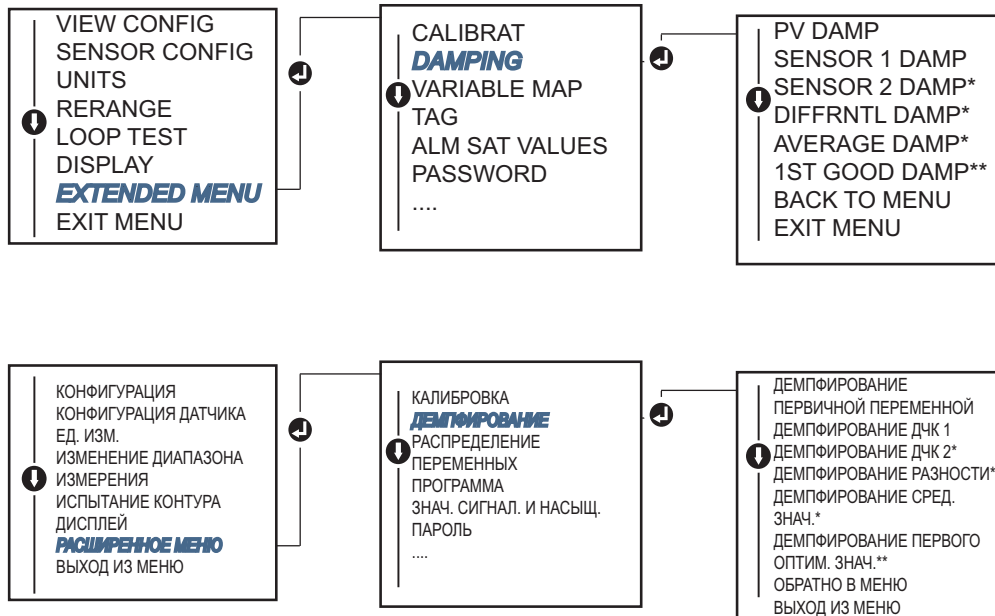 VIEW CONFIG
SENSOR CONFIG
UNITS
RERANGE
LOOP TEST
DISPLAY
EXTENDED MENU
EXIT MENU
CALIBRAT
DAMPING
VARIABLE MAP
TAG
ALM SAT VALUES
PASSWORD
....
PV DAMP
SENSOR 1 DAMP
SENSOR 2 DAMP*
DIFFRNTL DAMP*
AVERAGE DAMP*
1ST GOOD DAMP**
BACK TO MENU
EXIT MENU
КОНФИГУРАЦИЯ
КОНФИГУРАЦИЯ ДАТЧИКА
ЕД. ИЗМ.
ИЗМЕНЕНИЕ ДИАПАЗОНА
ИЗМЕРЕНИЯ
ИСПЫТАНИЕ КОНТУРА
ДИСПЛЕЙ
РАСШИРЕННОЕ МЕНЮ
ВЫХОД ИЗ МЕНЮ
КАЛИБРОВКА
ДЕМПФИРОВАНИЕ
РАСПРЕДЕЛЕНИЕ
ПЕРЕМЕННЫХ
ПРОГРАММА
ЗНАЧ. СИГНАЛ. И НАСЫЩ.
ПАРОЛЬ
....
ДЕМПФИРОВАНИЕ
ПЕРВИЧНОЙ ПЕРЕМЕННОЙ
ДЕМПФИРОВАНИЕ ДЧК 1
ДЕМПФИРОВАНИЕ ДЧК 2*
ДЕМПФИРОВАНИЕ РАЗНОСТИ*
ДЕМПФИРОВАНИЕ СРЕД.
ЗНАЧ.*
ДЕМПФИРОВАНИЕ ПЕРВОГО
ОПТИМ. ЗНАЧ.**
ОБРАТНО В МЕНЮ
ВЫХОД ИЗ МЕНЮ